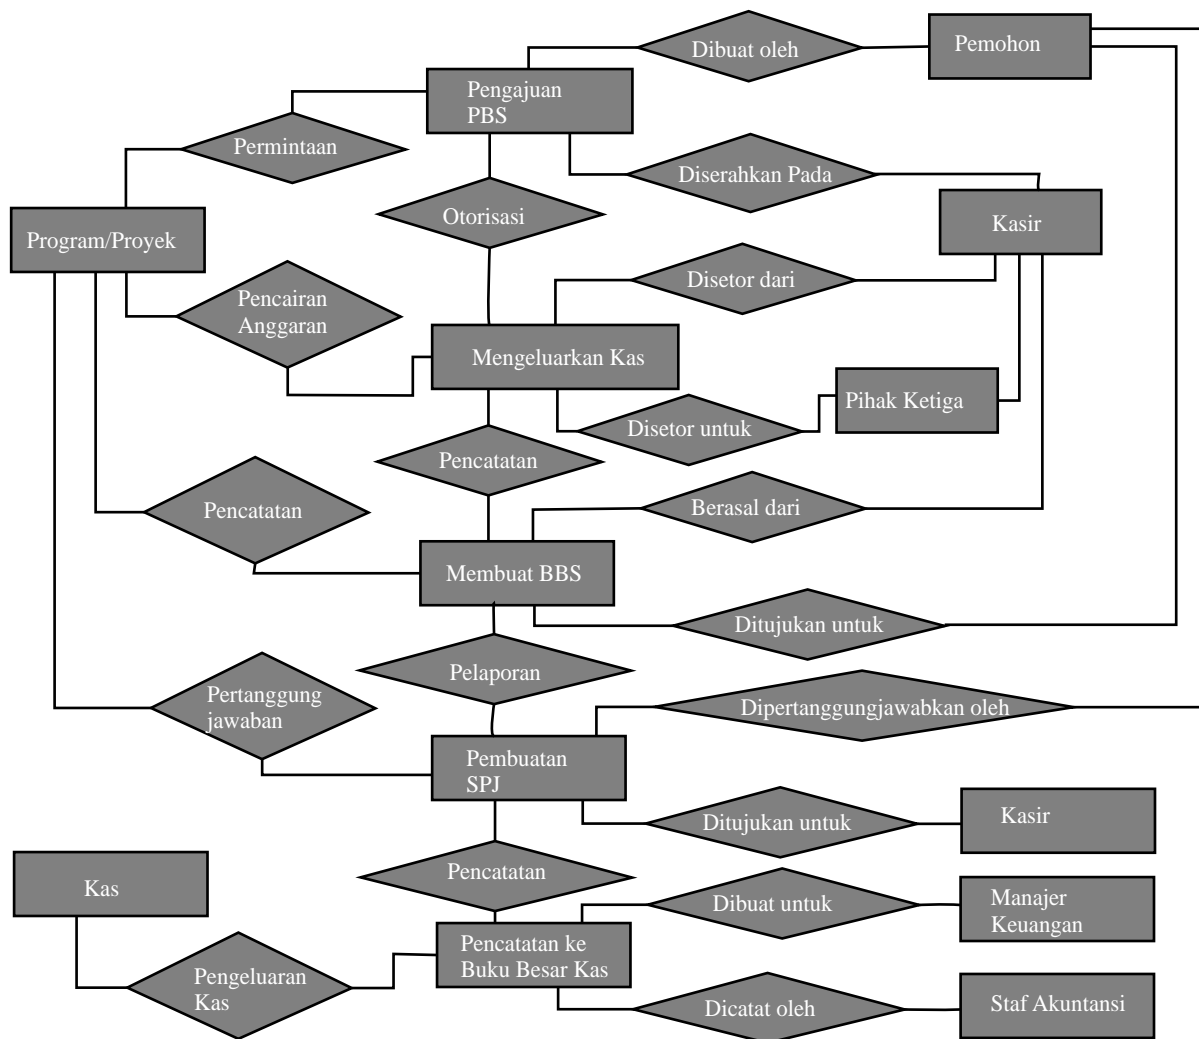 Dibuat oleh
Pemohon
Pengajuan
PBS
Permintaan
Diserahkan Pada
Otorisasi
Kasir
Program/Proyek
Disetor dari
Pencairan
Anggaran
Mengeluarkan Kas
Pihak Ketiga
Disetor untuk
Pencatatan
Pencatatan
Berasal dari
Membuat BBS
Ditujukan untuk
Pelaporan
Pertanggung
jawaban
Dipertanggungjawabkan oleh
Pembuatan
SPJ
Ditujukan untuk
Kasir
Pencatatan
Kas
Dibuat untuk
Manajer
Keuangan
Pencatatan ke
Buku Besar Kas
Pengeluaran
Kas
Dicatat oleh
Staf Akuntansi